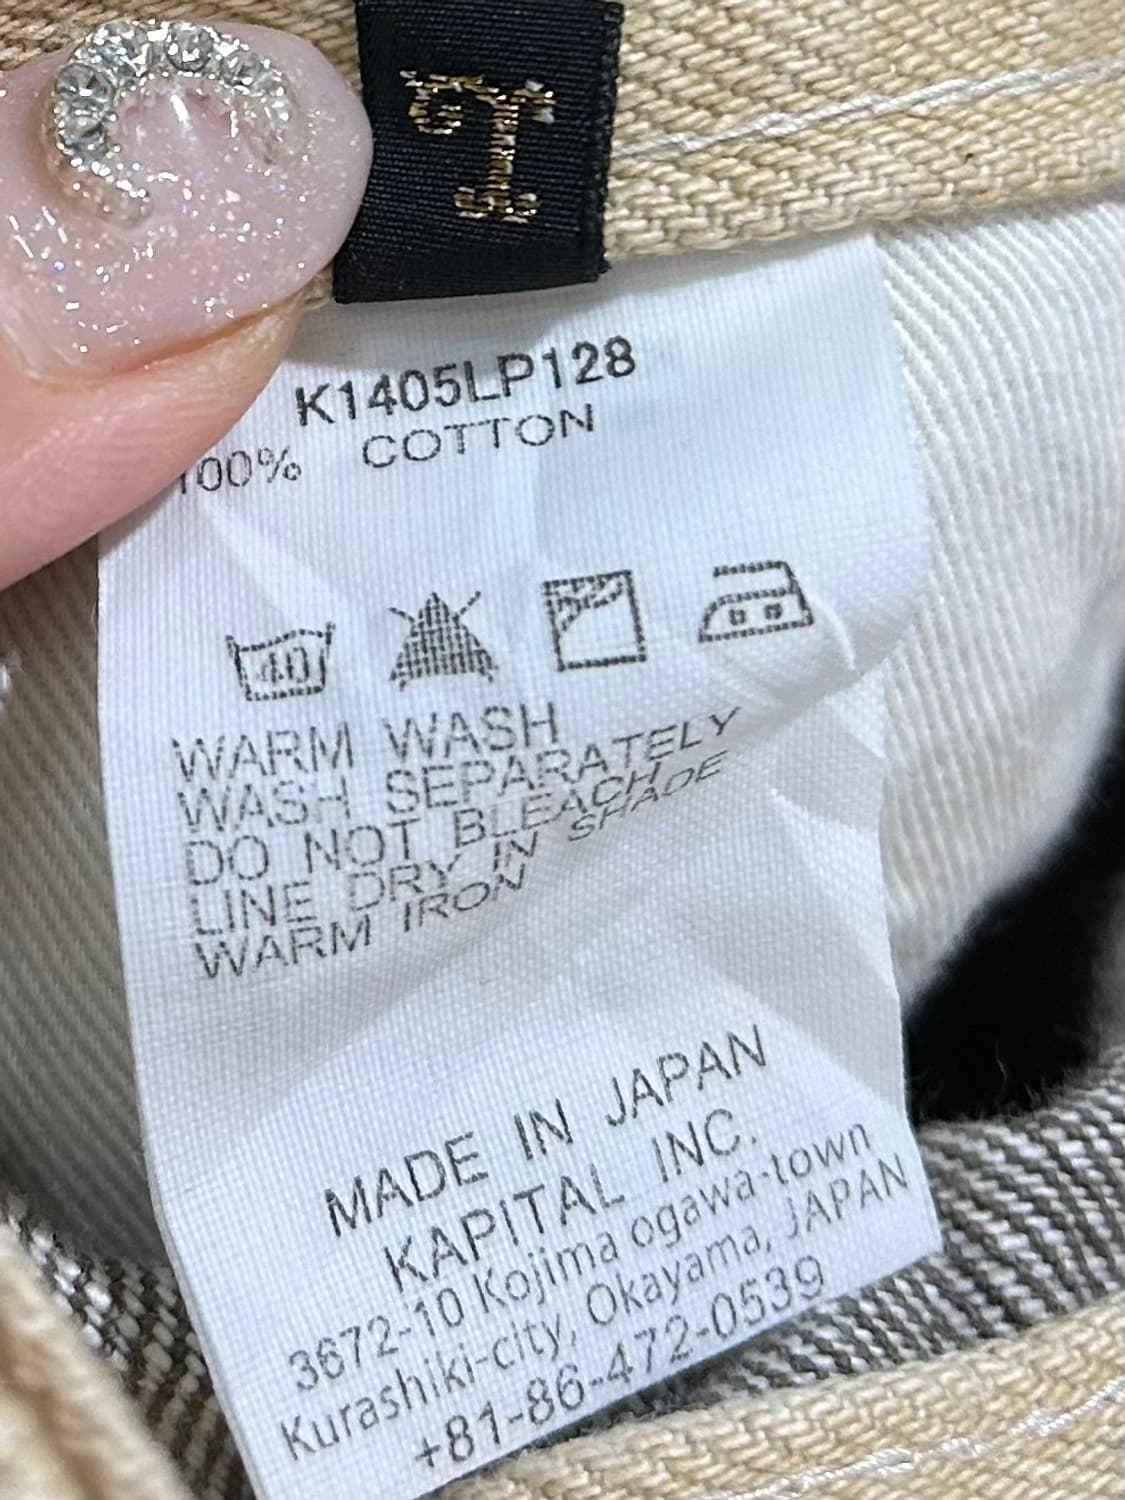 I
K1405LP128
100% COTTON
40
WARM WASH
WASH SEPARATELY
DO NOT BLEACH
LINE DRY IN SHADE
WARM IRON
MADE IN JAPAN
KAPITAL INC.
3672-10 Kojima ogawa-town
Kurashiki-city, Okayama, JAPAN
+81-86-472-0539